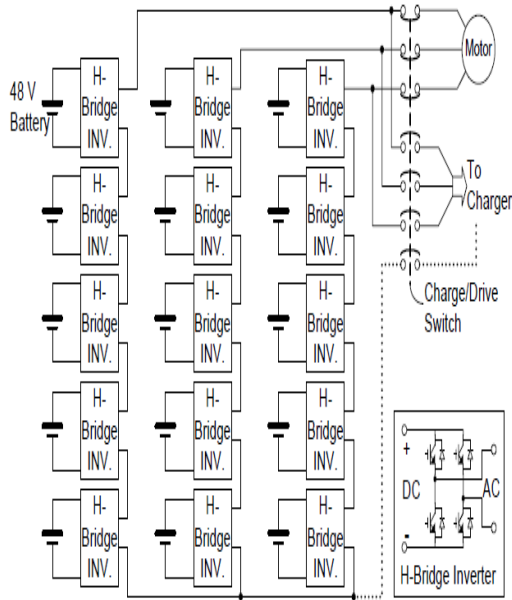 48 V
Battery
H-
Bridge
INV.
H-
Bridge
INV.
H-
Bridge
INV.
Motor
H-
Bridge
INV.
H-
Bridge
INV.
H-
Bridge
INV.
To
Charger
H-
Bridge
INV.
H-
Bridge
INV.
H-
Bridge
INV.
Charge/Drive
Switch
H-
Bridge
INV.
H-
Bridge
INV.
H-
Bridge
INV.
H-
Bridge
INV.
H-
Bridge
INV.
H-
Bridge
INV.
+
DC
AC
-
H-Bridge Inverter